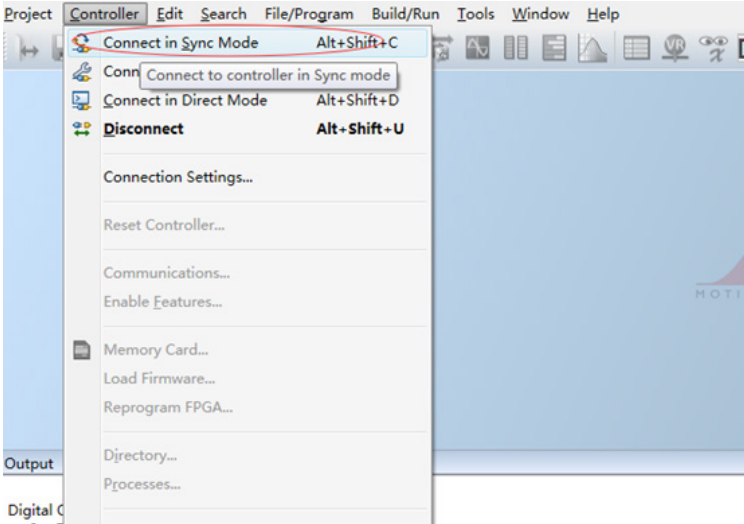 Project Controller Edit Search File/Program Build/Run Tools Window Help
Connect in Sync Mode Alt+Shift+C
Conn
Connect to controller in Sync mode
Connect in Direct Mode Alt+Shift+D
Disconnect Alt+Shift+U
Connection Settings...
Reset Controller...
Communications...
Enable Features...
Memory Card...
Load Firmware...
Reprogram FPGA...
Directory...
Processes...
VR
MOTI
Output
Digital